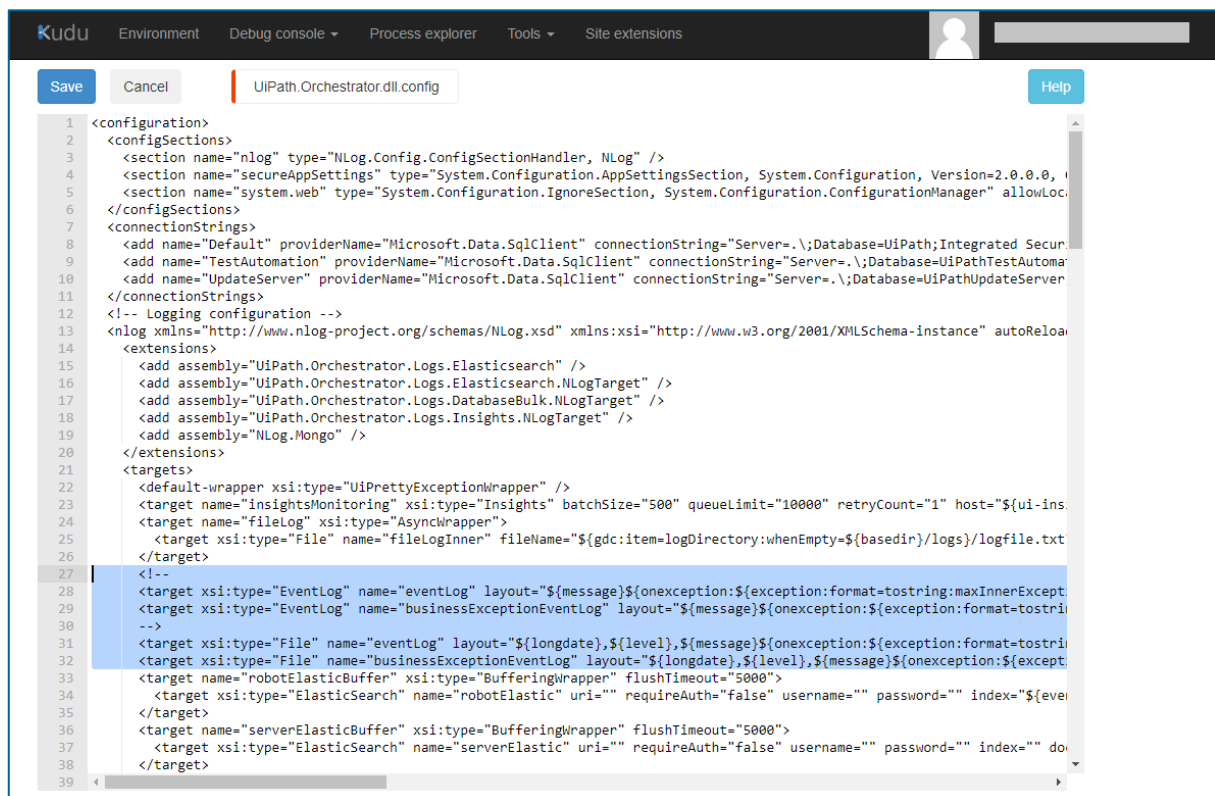 Kudu Environment Debug console Process explorer Tools Site extensions
Save Cancel UiPath.Orchestrator.dll.config Help
1 <configuration>
2 <configSections>
3 <section name="nlog" type="NLog.Config.ConfigSectionHandler, NLog" />
4 <section name="secureAppSettings" type="System.Configuration.AppSettingsSection, System.Configuration, Version=2.0.0.0,
5 <section name="system.web" type="System.Configuration.IgnoreSection, System.Configuration.ConfigurationManager" allowLoc
6 </configSections>
7 <connectionStrings>
8 <add name="Default" providerName="Microsoft.Data.SqlClient" connectionString="Server=.\;Database=UiPath;Integrated Secur
9 <add name="TestAutomation" providerName="Microsoft.Data.SqlClient" connectionString="Server=.\;Database=UiPathTestAutoma
10 <add name="UpdateServer" providerName="Microsoft.Data.SqlClient" connectionString="Server=.\;Database=UiPathUpdateServer
11 </connectionStrings>
12 <!-- Logging configuration -->
13 <nlog xmlns="http://www.nlog-project.org/schemas/NLog.xsd" xmlns:xsi="http://www.w3.org/2001/XMLSchema-instance" autoReloa
14 <extensions>
15 <add assembly="UiPath.Orchestrator.Logs.Elasticsearch" />
16 <add assembly="UiPath.Orchestrator.Logs.Elasticsearch.NLogTarget" />
17 <add assembly="UiPath.Orchestrator.Logs.DatabaseBulk.NLogTarget" />
18 <add assembly="UiPath.Orchestrator.Logs.Insights.NLogTarget" />
19 <add assembly="NLog.Mongo" />
20 </extensions>
21 <targets>
22 <default-wrapper xsi:type="UiPrettyExceptionWrapper" />
23 <target name="insightsMonitoring" xsi:type="Insights" batchSize="500" queueLimit="10000" retryCount="1" host="${ui-ins
24 <target name="fileLog" xsi:type="AsyncWrapper">
25 <target xsi:type="File" name="fileLogInner" fileName="${gdc:item=logDirectory:whenEmpty=${basedir}/logs}/logfile.txt"
26 </target>
27 <!--
28 <target xsi:type="EventLog" name="eventLog" layout="${message}${onexception:${exception:format=tostring:maxInnerExcepti
29 <target xsi:type="EventLog" name="businessExceptionEventLog" layout="${message}${onexception:${exception:format=tostri
30 -->
31 <target xsi:type="File" name="eventLog" layout="${longdate},${level},${message}${onexception:${exception:format=tostri
32 <target xsi:type="File" name="businessExceptionEventLog" layout="${longdate},${level},${message}${onexception:${except
33 <target name="robotElasticBuffer" xsi:type="BufferingWrapper" flushTimeout="5000">
34 <target xsi:type="ElasticSearch" name="robotElastic" uri="" requireAuth="false" username="" password="" index="${eve
35 </target>
36 <target name="serverElasticBuffer" xsi:type="BufferingWrapper" flushTimeout="5000">
37 <target xsi:type="ElasticSearch" name="serverElastic" uri="" requireAuth="false" username="" password="" index="" do
38 </target>
39